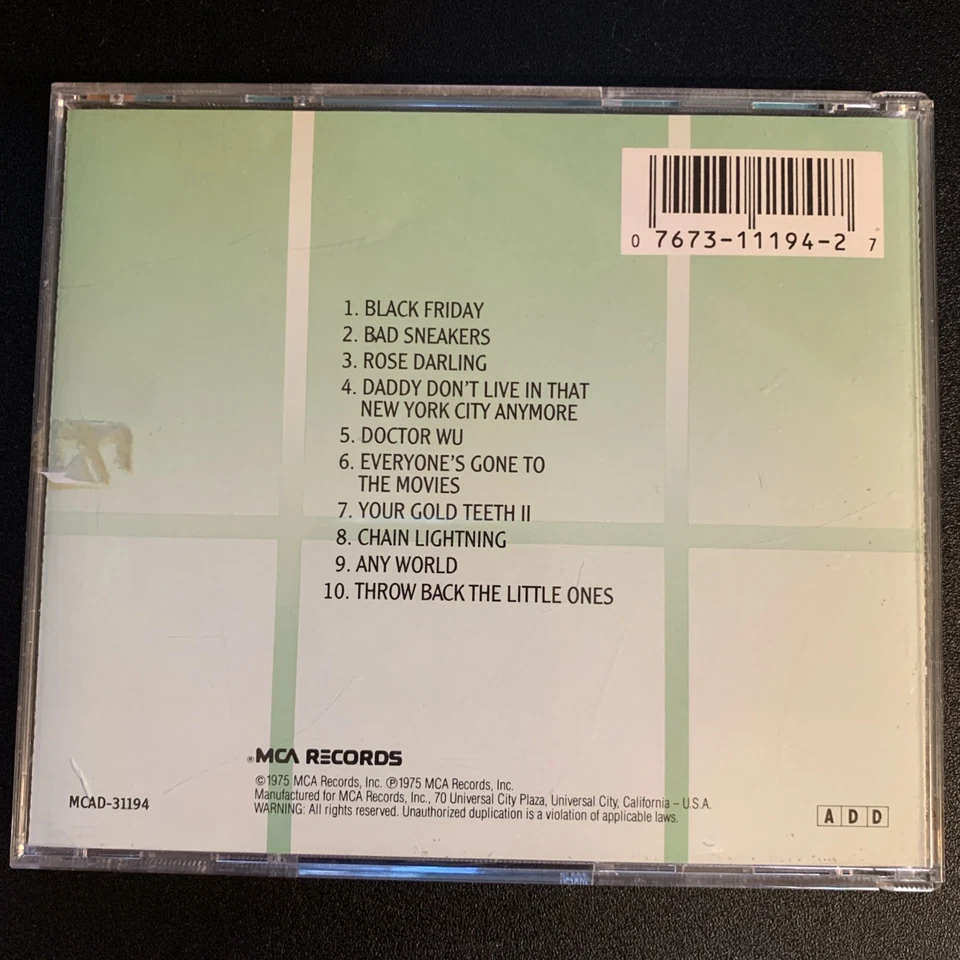 0 7673-11194-2 7
1. BLACK FRIDAY
2. BAD SNEAKERS
3. ROSE DARLING
4. DADDY DON'T LIVE IN THAT
NEW YORK CITY ANYMORE
5. DOCTOR WU
6. EVERYONE'S GONE TO
THE MOVIES
7. YOUR GOLD TEETH II
8. CHAIN LIGHTNING
9. ANY WORLD
10. THROW BACK THE LITTLE ONES
®MCA RECORDS
©1975 MCA Records, Inc. ℗1975 MCA Records, Inc.
Manufactured for MCA Records, Inc., 70 Universal City Plaza, Universal City, California – U.S.A.
WARNING: All rights reserved. Unauthorized duplication is a violation of applicable laws.
MCAD-31194
A D D